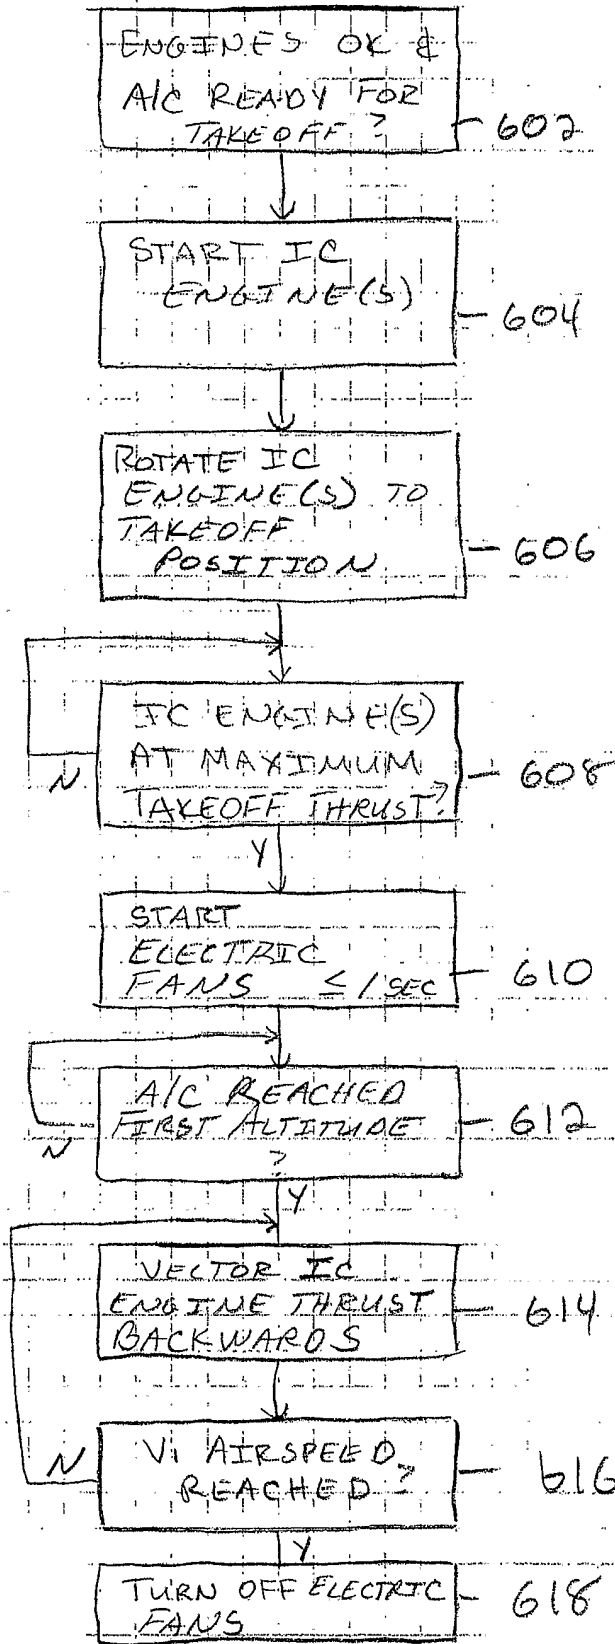 ENGINES OK &
A/C READY FOR
TAKEOFF?
602
START IC
ENGINE(S)
604
ROTATE IC
ENGINE(S) TO
TAKEOFF
POSITION
606
IC ENGINE(S)
AT MAXIMUM
TAKEOFF THRUST?
608
N
Y
START
ELECTRIC
FANS ≤ 1 SEC
610
A/C REACHED
FIRST ALTITUDE
?
612
N
Y
VECTOR IC
ENGINE THRUST
BACKWARDS
614
V1 AIRSPEED
REACHED?
616
N
Y
TURN OFF ELECTRIC
FANS
618